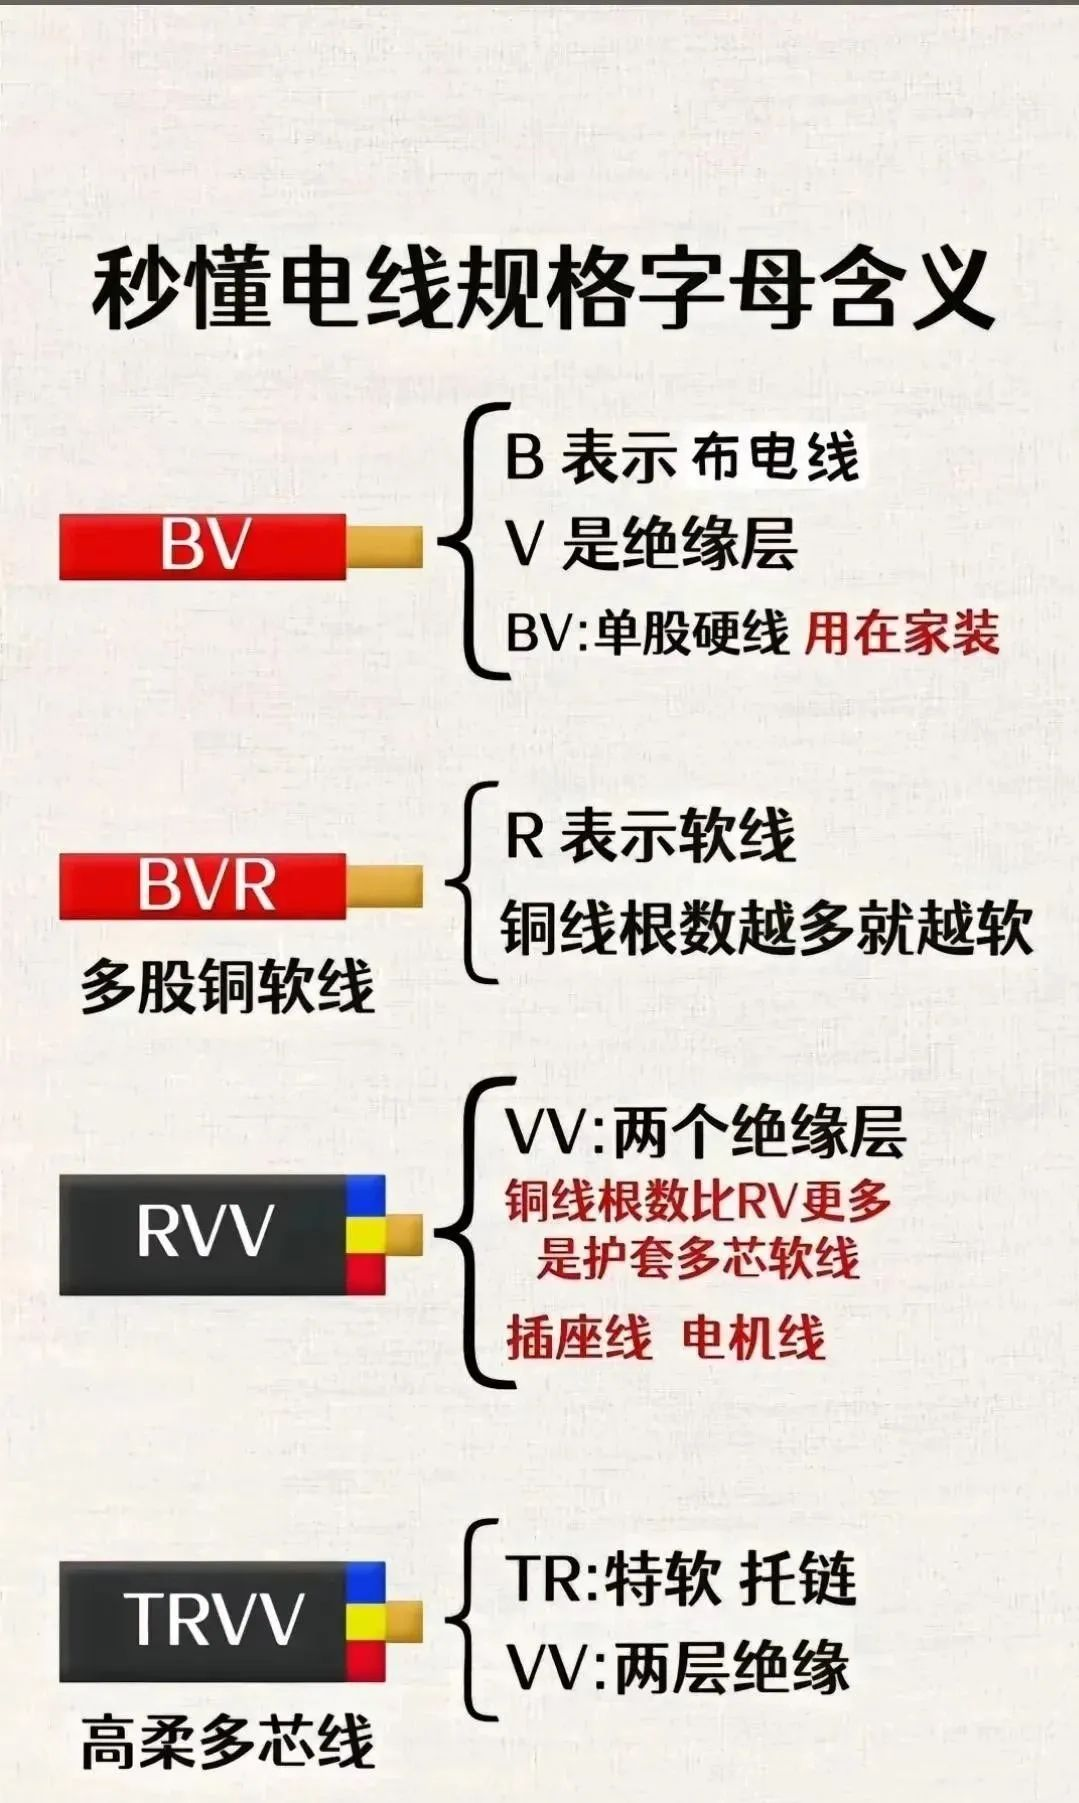 秒懂电线规格字母含义
BV
B 表示 布电线
V 是绝缘层
BV:单股硬线 用在家装
BVR
多股铜软线
R 表示软线
铜线根数越多就越软
RVV
VV:两个绝缘层
铜线根数比RV更多
是护套多芯软线
插座线 电机线
TRVV
高柔多芯线
TR:特软 托链
VV:两层绝缘